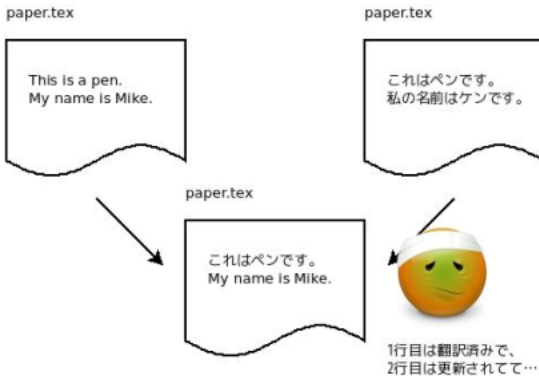 paper.tex
This is a pen.
My name is Mike.
paper.tex
これはペンです。
私の名前はケンです。
paper.tex
これはペンです。
My name is Mike.
1行目は翻訳済みで、
2行目は更新されてて…